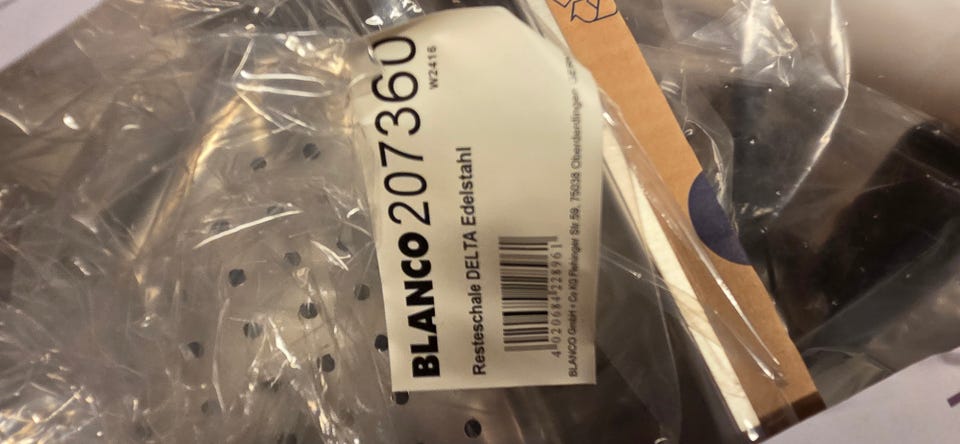 BLANCO 207360
W2416
Resteschale DELTA Edelstahl
4 020684 228961
BLANCO GmbH + Co KG Flehinger Str.59, 75038 Oberderdingen